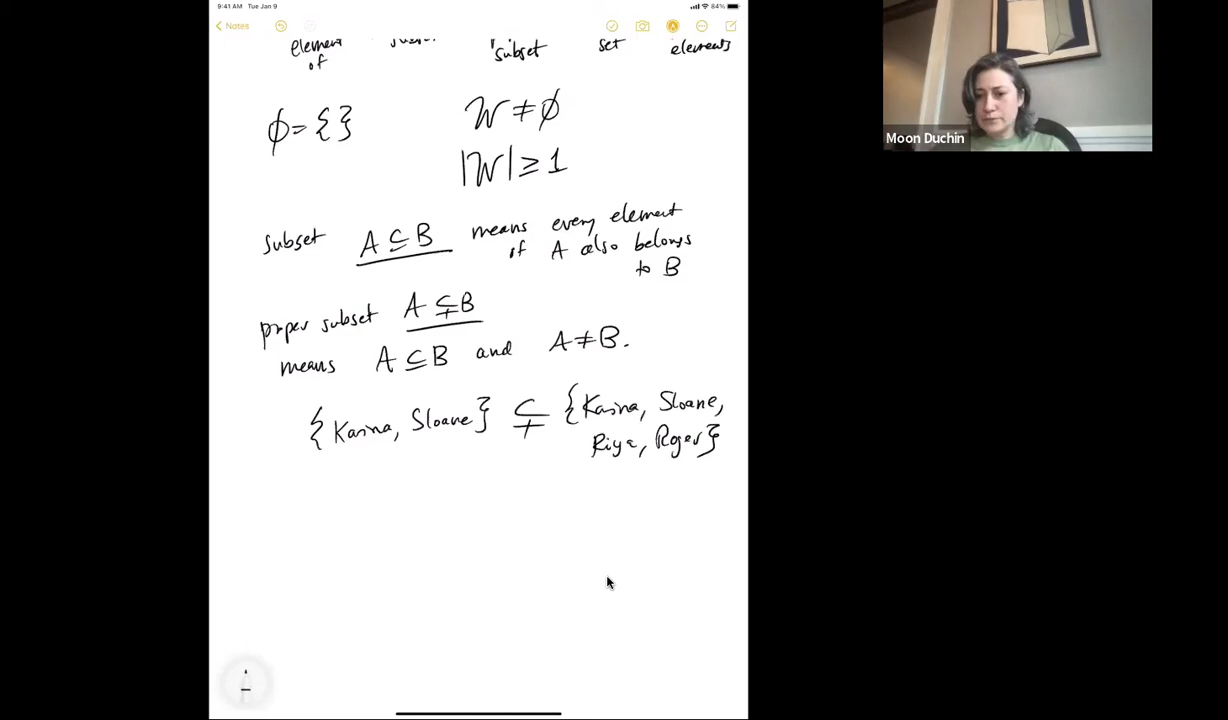 9:41 AM Tue Jan 9
84%
Notes
element 'subset set elements
of
∅ = { } 𝒲 ≠ ∅
|𝒲| ≥ 1
subset A ⊆ B means every element
of A also belongs
to B
proper subset A ⊊ B
means A ⊆ B and A ≠ B.
{Karina, Sloane} ⊊ {Karina, Sloane,
Riya, Roger}
Moon Duchin